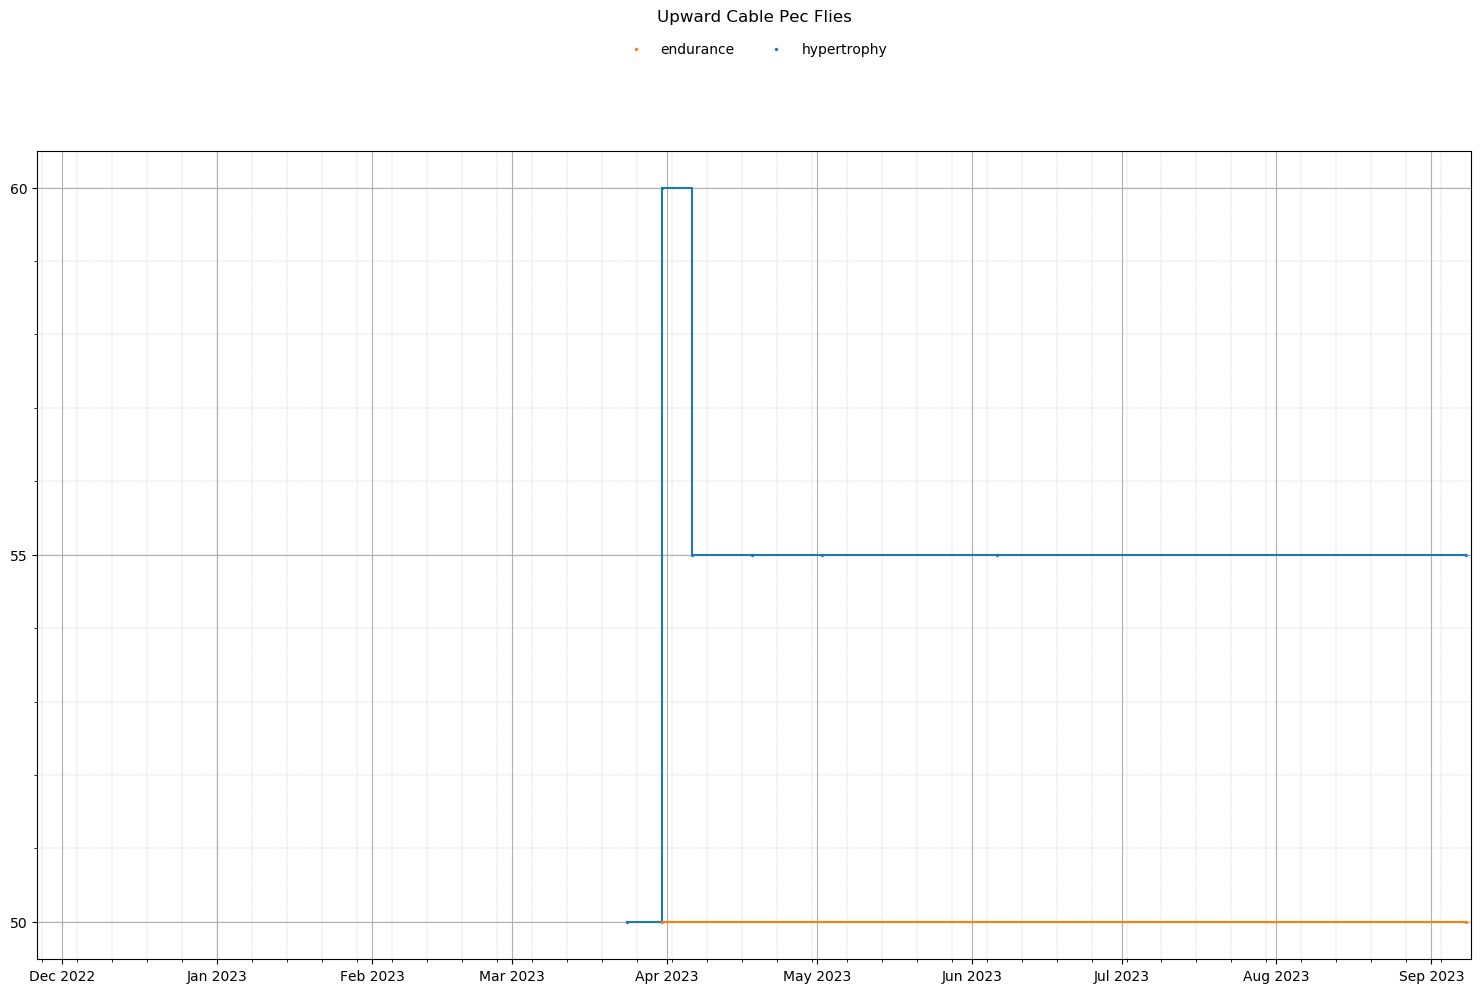 Upward Cable Pec Flies
endurance hypertrophy
60
55
50
Dec 2022 Jan 2023 Feb 2023 Mar 2023 Apr 2023 May 2023 Jun 2023 Jul 2023 Aug 2023 Sep 2023